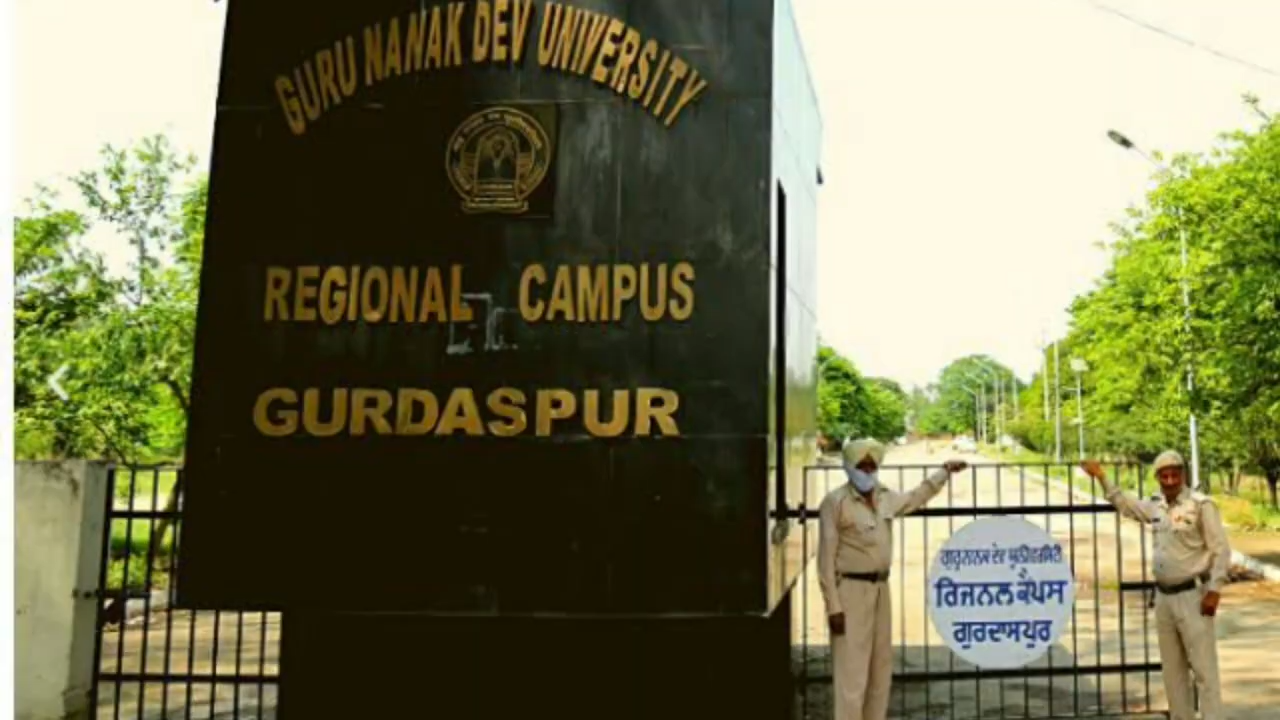 GURU NANAK DEV UNIVERSITY
REGIONAL CAMPUS
GURDASPUR
ਗੁਰੂ ਨਾਨਕ ਦੇਵ ਯੂਨੀਵਰਸਿਟੀ
ਰਿਜਨਲ ਕੈਂਪਸ
ਗੁਰਦਾਸਪੁਰ